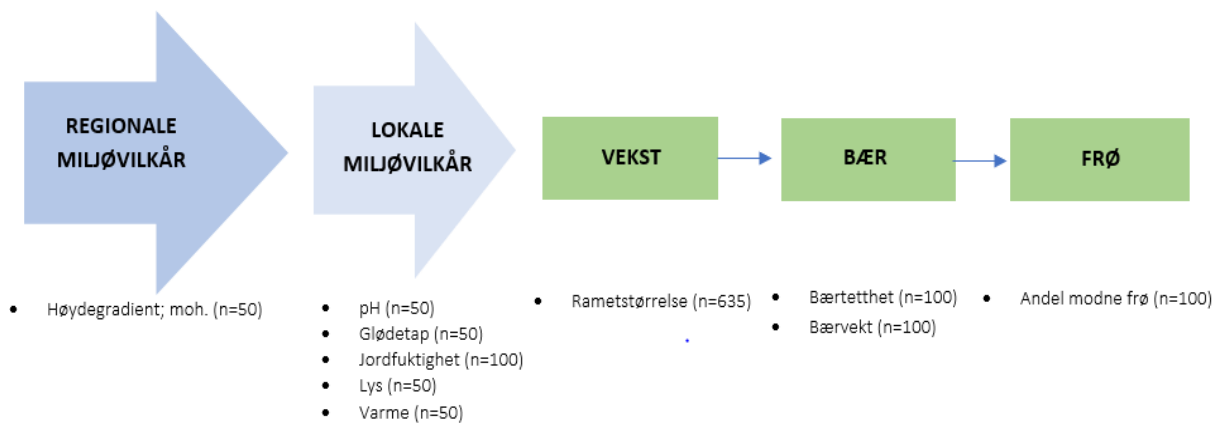 REGIONALE
MILJØVILKÅR
LOKALE
MILJØVILKÅR
VEKST
BÆR
FRØ
• Høydegradient; moh. (n=50)
• pH (n=50)
• Glødetap (n=50)
• Jordfuktighet (n=100)
• Lys (n=50)
• Varme (n=50)
• Rametstørrelse (n=635)
• Bærtetthet (n=100)
• Bærvekt (n=100)
• Andel modne frø (n=100)